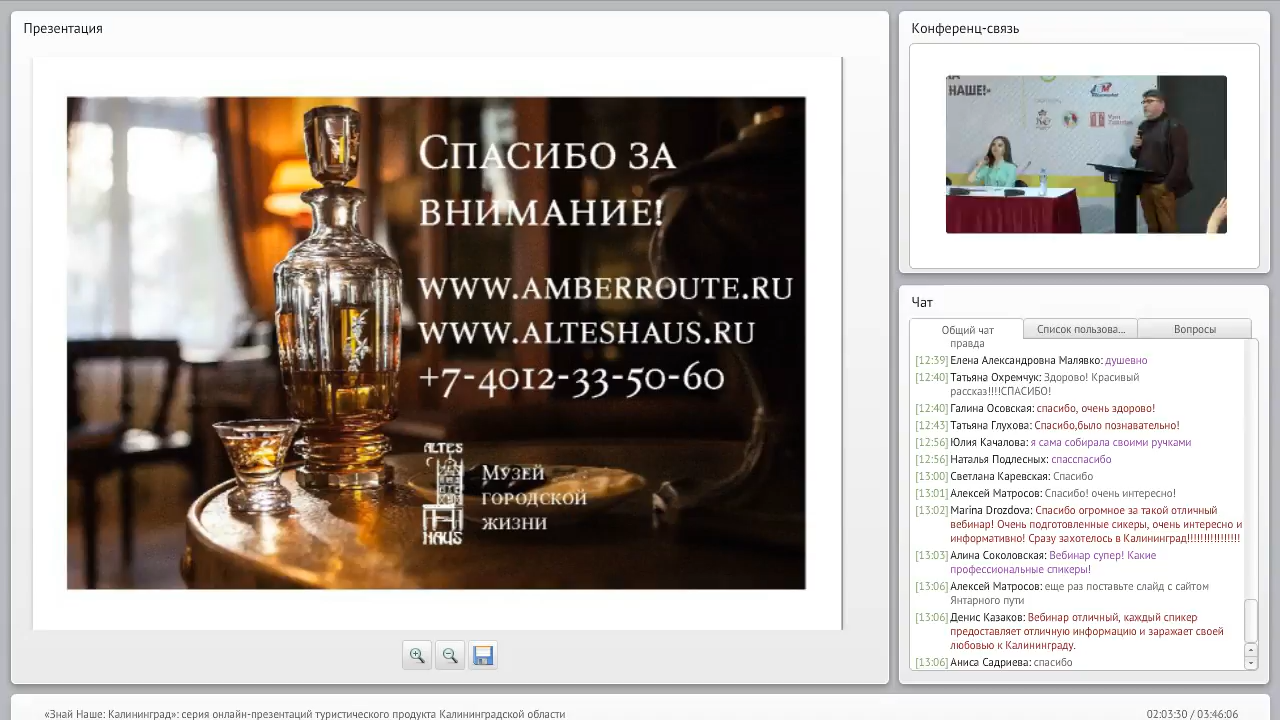 Презентация
Спасибо за
внимание!
www.amberroute.ru
www.alteshaus.ru
+7-4012-33-50-60
ALTES
HAUS
Музей
городской
жизни
Конференц-связь
НАШЕ!»
Чат
Общий чат
Список пользова...
Вопросы
правда
[12:39] Елена Александровна Малявко: душевно
[12:40] Татьяна Охремчук: Здорово! Красивый
рассказ!!!!СПАСИБО!
[12:40] Галина Осовская: спасибо, очень здорово!
[12:43] Татьяна Глухова: Спасибо,было познавательно!
[12:56] Юлия Качалова: я сама собирала своими ручками
[12:56] Наталья Подлесных: спасспасибо
[13:00] Светлана Каревская: Спасибо
[13:01] Алексей Матросов: Спасибо! очень интересно!
[13:02] Marina Drozdova: Спасибо огромное за такой отличный
вебинар! Очень подготовленные сикеры, очень интересно и
информативно! Сразу захотелось в Калининград!!!!!!!!!!!!!!!!
[13:03] Алина Соколовская: Вебинар супер! Какие
профессиональные спикеры!
[13:06] Алексей Матросов: еще раз поставьте слайд с сайтом
Янтарного пути
[13:06] Денис Казаков: Вебинар отличный, каждый спикер
предоставляет отличную информацию и заражает своей
любовью к Калининграду.
[13:06] Аниса Садриева: спасибо
«Знай Наше: Калининград»: серия онлайн-презентаций туристического продукта Калининградской области
02:03:30 / 03:46:06